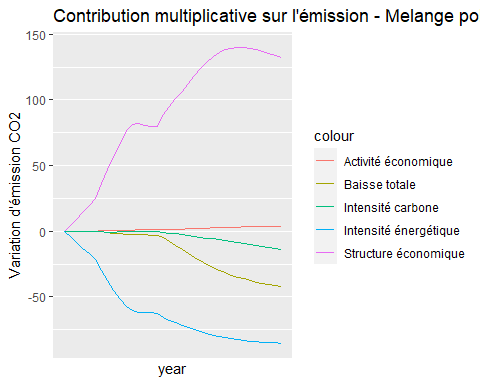 Contribution multiplicative sur l'émission - Melange po
Variation d'émission CO2
150
100
50
0
-50
year
colour
Activité économique
Baisse totale
Intensité carbone
Intensité énergétique
Structure économique